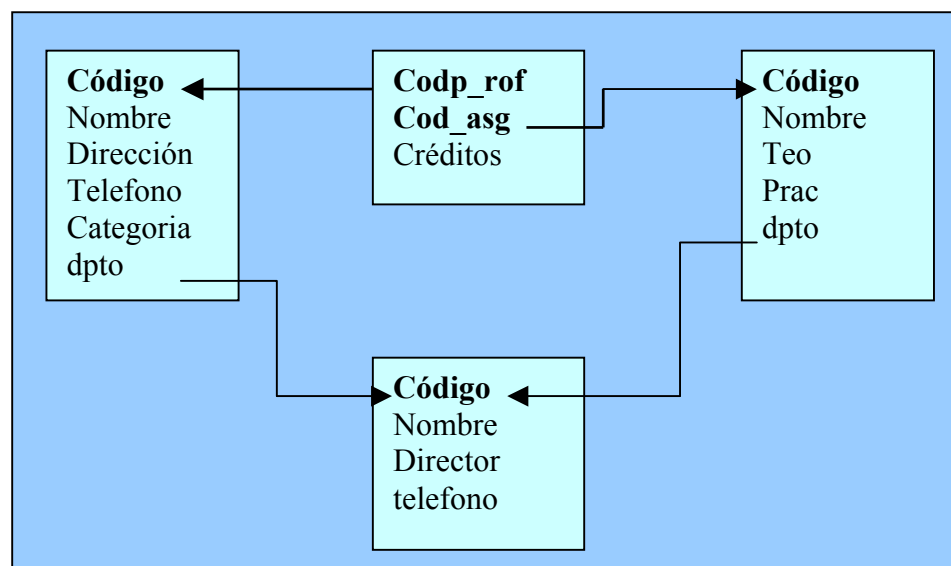 Código
Nombre
Dirección
Telefono
Categoria
dpto
Codp_rof
Cod_asg
Créditos
Código
Nombre
Teo
Prac
dpto
Código
Nombre
Director
telefono